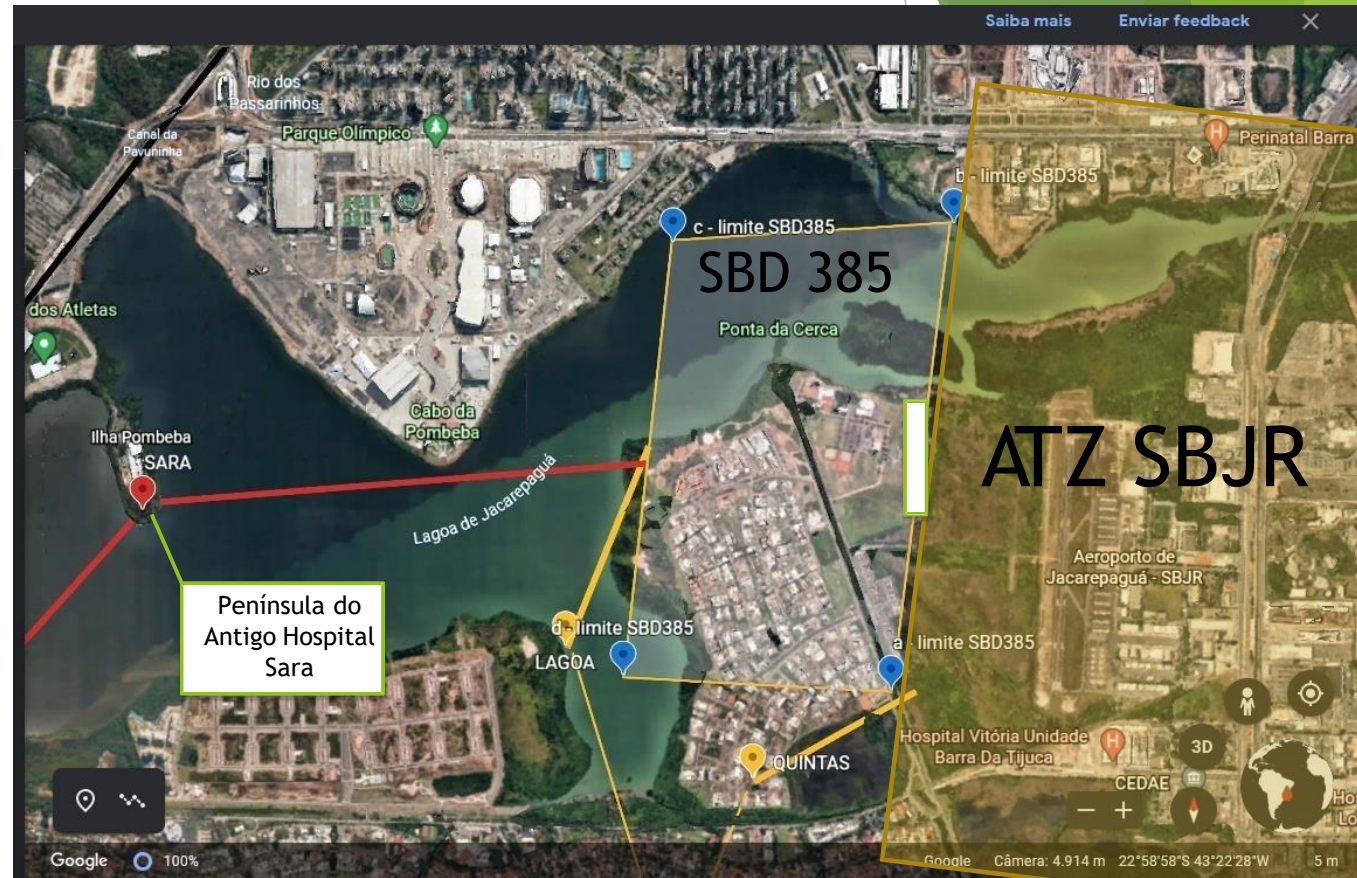 Saiba mais
Enviar feedback
Rio dos
Passarinhos
Canal da
Pavuninha
Parque Olímpico
H
Perinatal Barra
b - limite SBD385
c - limite SBD385
SBD 385
Ponta da Cerca
dos Atletas
Cabo da
Pombeba
Ilha Pombeba
SARA
Lagoa de Jacarepaguá
ATZ SBJR
Aeroporto de
Jacarepaguá - SBJR
Península do
Antigo Hospital
Sara
d - limite SBD385
LAGOA
a - limite SBD385
Hospital Vitória Unidade
Barra Da Tijuca
H
QUINTAS
3D
CEDAE
Hos
Lo
Google
100%
Google
Câmera: 4.914 m
22°58'58"S 43°22'28"W
5 m